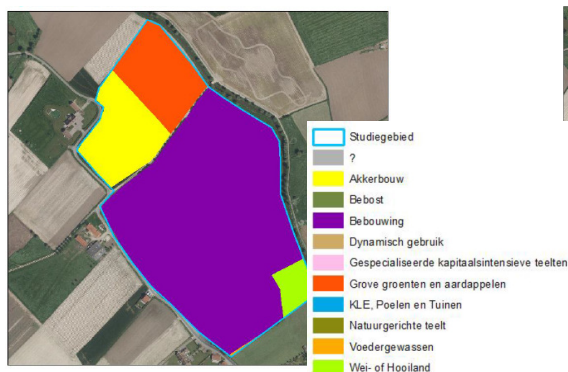 Studiegebied
?
Akkerbouw
Bebost
Bebouwing
Dynamisch gebruik
Gespecialiseerde kapitaalsintensieve teelten
Grove groenten en aardappelen
KLE, Poelen en Tuinen
Natuurgerichte teelt
Voedergewassen
Wei- of Hooiland